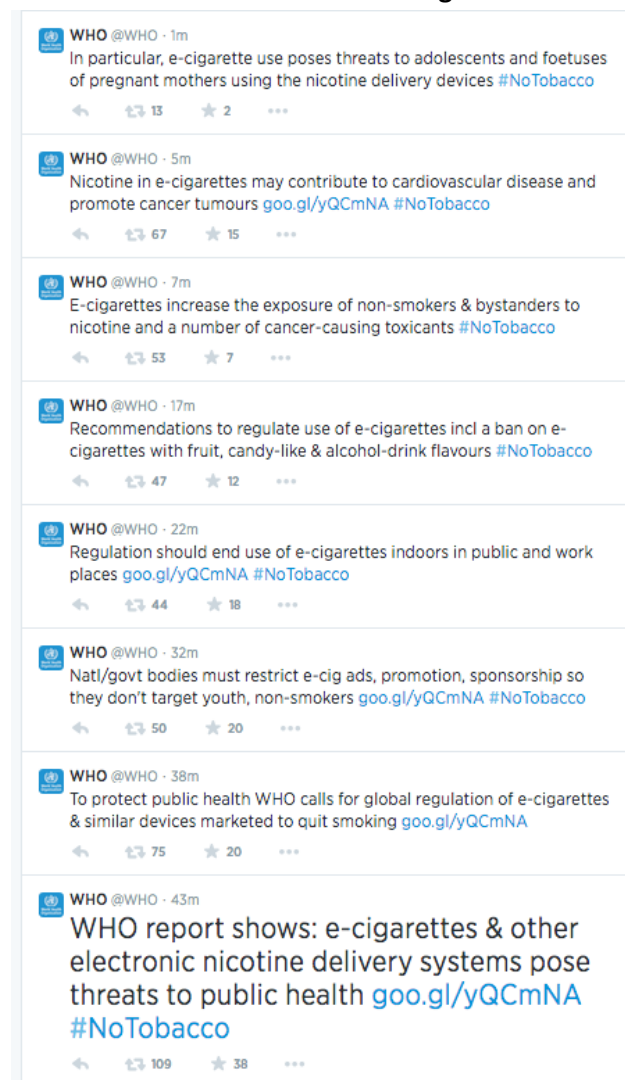 WHO @WHO · 1m
In particular, e-cigarette use poses threats to adolescents and foetuses
of pregnant mothers using the nicotine delivery devices #NoTobacco
13 2
WHO @WHO · 5m
Nicotine in e-cigarettes may contribute to cardiovascular disease and
promote cancer tumours goo.gl/yQCmNA #NoTobacco
67 15
WHO @WHO · 7m
E-cigarettes increase the exposure of non-smokers & bystanders to
nicotine and a number of cancer-causing toxicants #NoTobacco
53 7
WHO @WHO · 17m
Recommendations to regulate use of e-cigarettes incl a ban on e-
cigarettes with fruit, candy-like & alcohol-drink flavours #NoTobacco
47 12
WHO @WHO · 22m
Regulation should end use of e-cigarettes indoors in public and work
places goo.gl/yQCmNA #NoTobacco
44 18
WHO @WHO · 32m
Natl/govt bodies must restrict e-cig ads, promotion, sponsorship so
they don't target youth, non-smokers goo.gl/yQCmNA #NoTobacco
50 20
WHO @WHO · 38m
To protect public health WHO calls for global regulation of e-cigarettes
& similar devices marketed to quit smoking goo.gl/yQCmNA
75 20
WHO @WHO · 43m
WHO report shows: e-cigarettes & other
electronic nicotine delivery systems pose
threats to public health goo.gl/yQCmNA
#NoTobacco
109 38